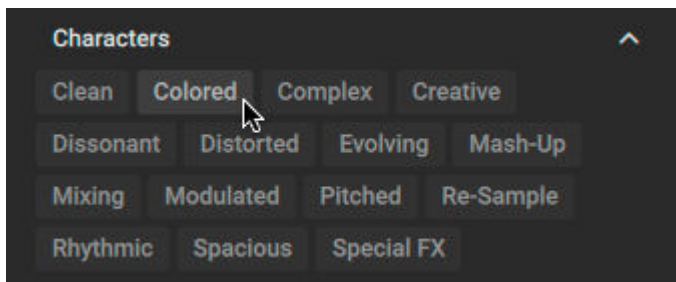 Characters
Clean Colored Complex Creative
Dissonant Distorted Evolving Mash-Up
Mixing Modulated Pitched Re-Sample
Rhythmic Spacious Special FX